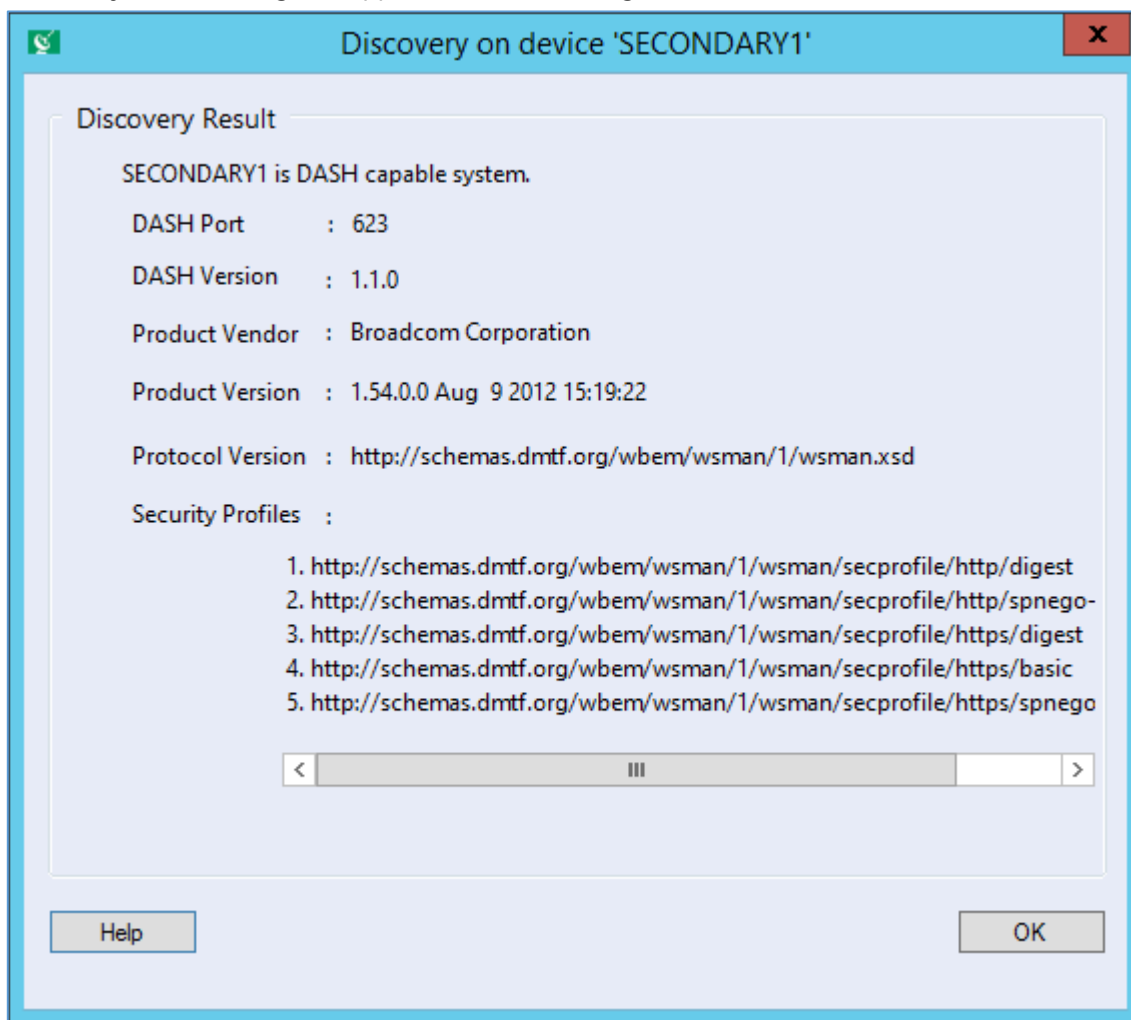 Discovery on device 'SECONDARY1'
x
Discovery Result
SECONDARY1 is DASH capable system.
DASH Port : 623
DASH Version : 1.1.0
Product Vendor : Broadcom Corporation
Product Version : 1.54.0.0 Aug  9 2012 15:19:22
Protocol Version : http://schemas.dmtf.org/wbem/wsman/1/wsman.xsd
Security Profiles :
1. http://schemas.dmtf.org/wbem/wsman/1/wsman/secprofile/http/digest
2. http://schemas.dmtf.org/wbem/wsman/1/wsman/secprofile/http/spnego-
3. http://schemas.dmtf.org/wbem/wsman/1/wsman/secprofile/https/digest
4. http://schemas.dmtf.org/wbem/wsman/1/wsman/secprofile/https/basic
5. http://schemas.dmtf.org/wbem/wsman/1/wsman/secprofile/https/spnego
Help
OK